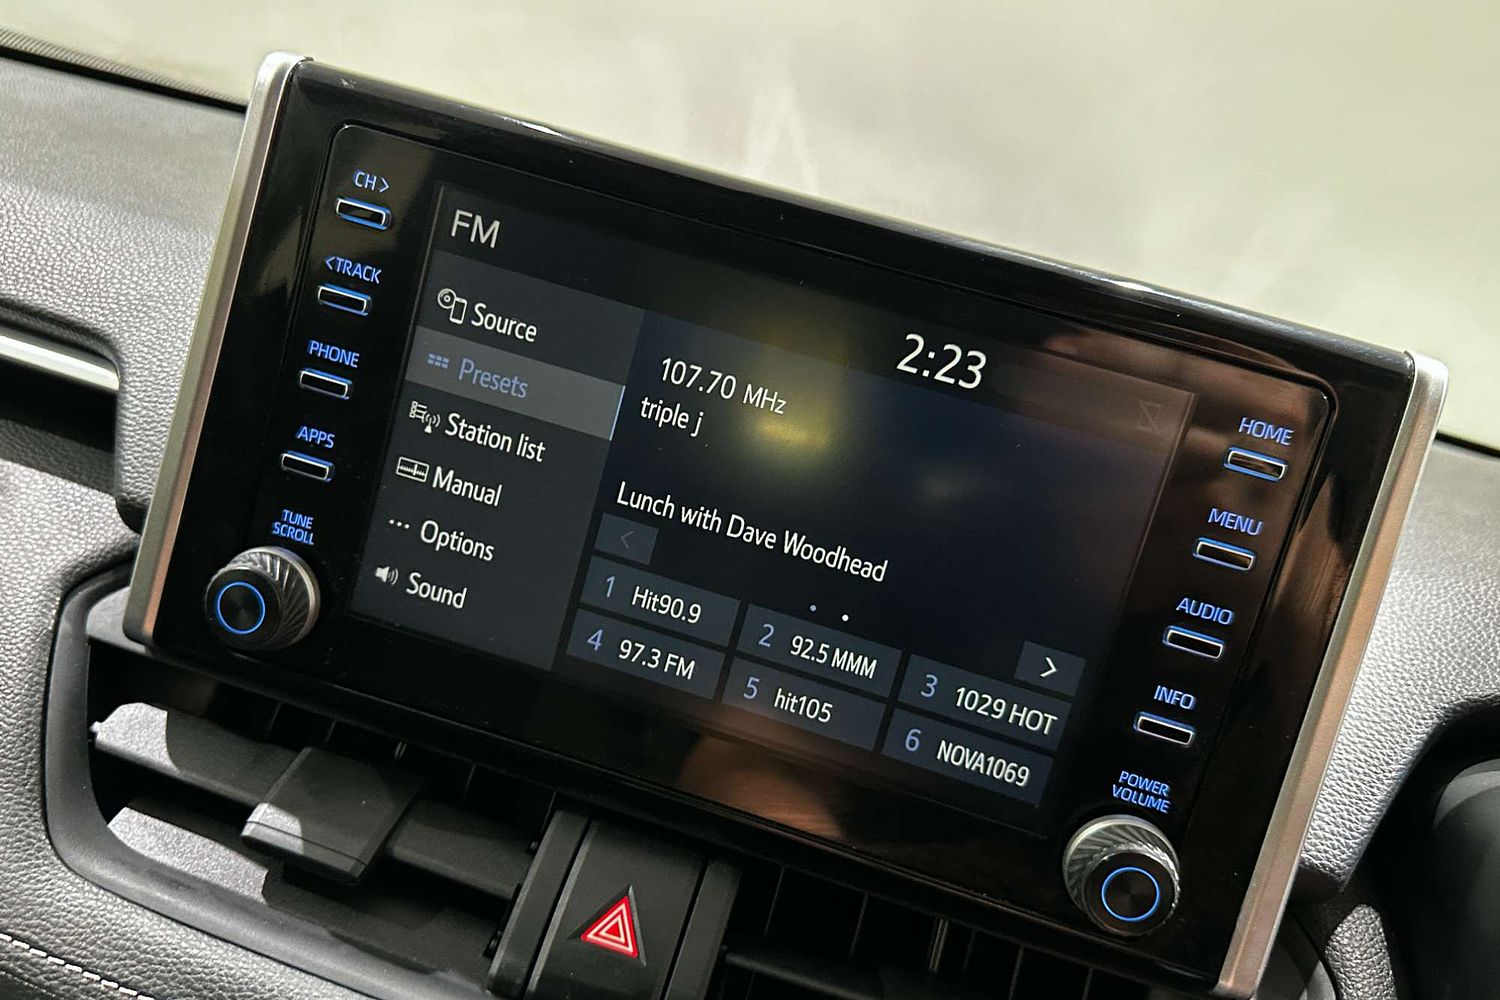 CH >
< TRACK
PHONE
APPS
TUNE
SCROLL
FM
2:23
Source
Presets
Station list
Manual
Options
Sound
107.70 MHz
triple j
Lunch with Dave Woodhead
<
>
1 Hit90.9
2 92.5 MMM
3 1029 HOT
4 97.3 FM
5 hit105
6 NOVA1069
HOME
MENU
AUDIO
INFO
POWER
VOLUME